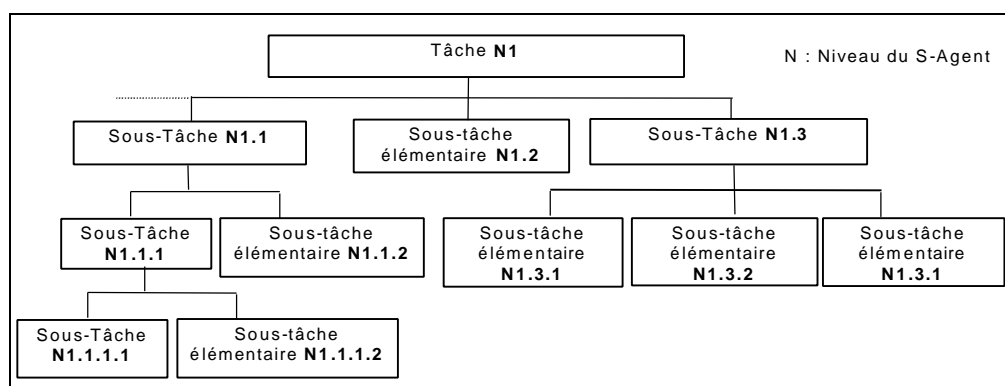 Tâche N1
N : Niveau du S-Agent
Sous-Tâche N1.1
Sous-tâche
élémentaire N1.2
Sous-Tâche N1.3
Sous-Tâche
N1.1.1
Sous-tâche
élémentaire N1.1.2
Sous-tâche
élémentaire
N1.3.1
Sous-tâche
élémentaire
N1.3.2
Sous-tâche
élémentaire
N1.3.1
Sous-Tâche
N1.1.1.1
Sous-tâche
élémentaire N1.1.1.2